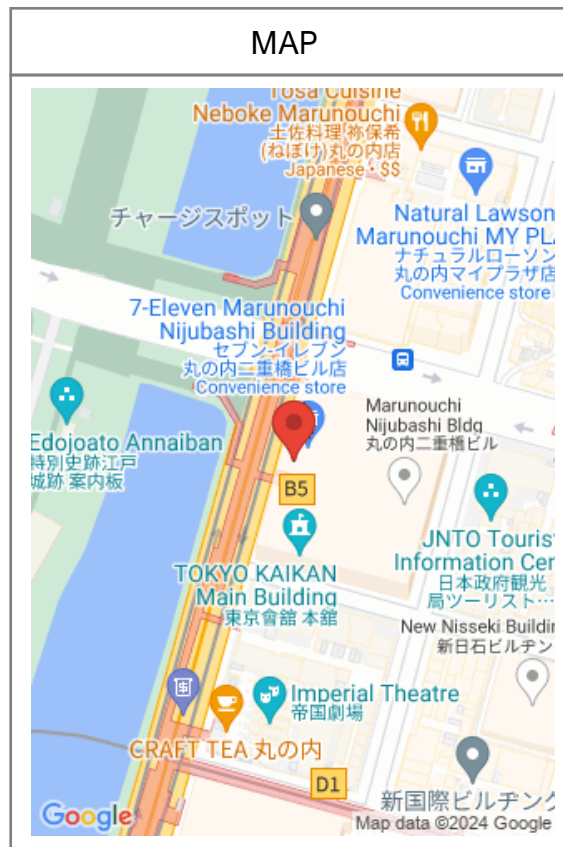 MAP
Tosa Cuisine
Neboke Marunouchi
土佐料理 祢保希
(ねぼけ)丸の内店
Japanese・$$
チャージスポット
Natural Lawson
Marunouchi MY PLA
ナチュラルローソン
丸の内マイプラザ店
Convenience store
7-Eleven Marunouchi
Nijubashi Building
セブン-イレブン
丸の内二重橋ビル店
Convenience store
Marunouchi
Nijubashi Bldg
丸の内二重橋ビル
Edojoato Annaiban
特別史跡江戸
城跡 案内板
B5
TOKYO KAIKAN
Main Building
東京會舘 本舘
JNTO Tourist
Information Cen
日本政府観光
局ツーリスト…
New Nisseki Buildin
新日石ビルヂン
Imperial Theatre
帝国劇場
CRAFT TEA 丸の内
D1
新国際ビルヂング
Google
Map data ©2024 Google